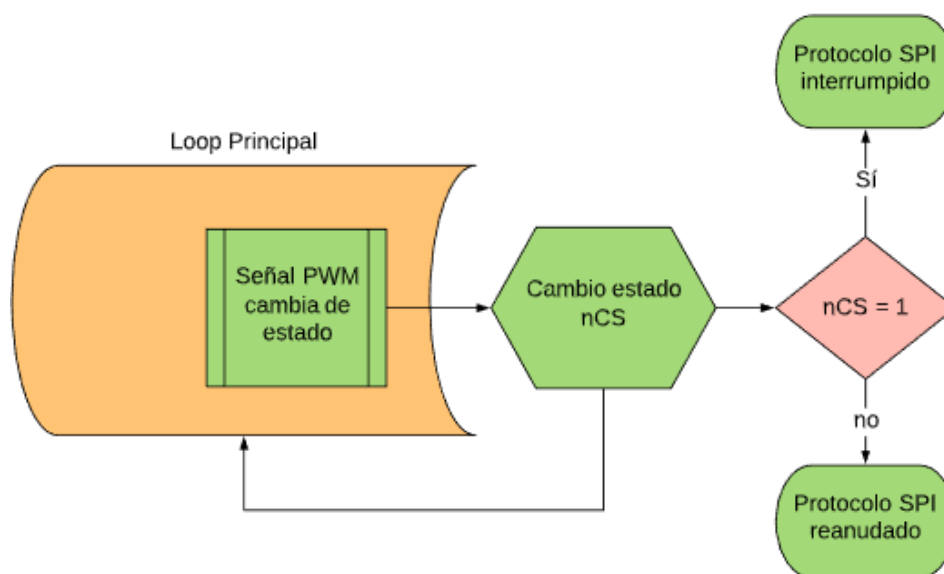 Loop Principal
Señal PWM
cambia de
estado
Cambio estado
nCS
nCS = 1
Sí
Protocolo SPI
interrumpido
no
Protocolo SPI
reanudado